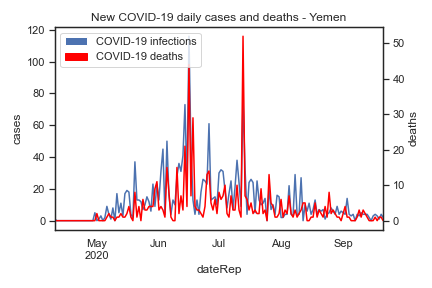 New COVID-19 daily cases and deaths - Yemen
COVID-19 infections
COVID-19 deaths
120
100
80
60
40
20
0
cases
50
40
30
20
10
0
deaths
May
2020
Jun
Jul
Aug
Sep
dateRep